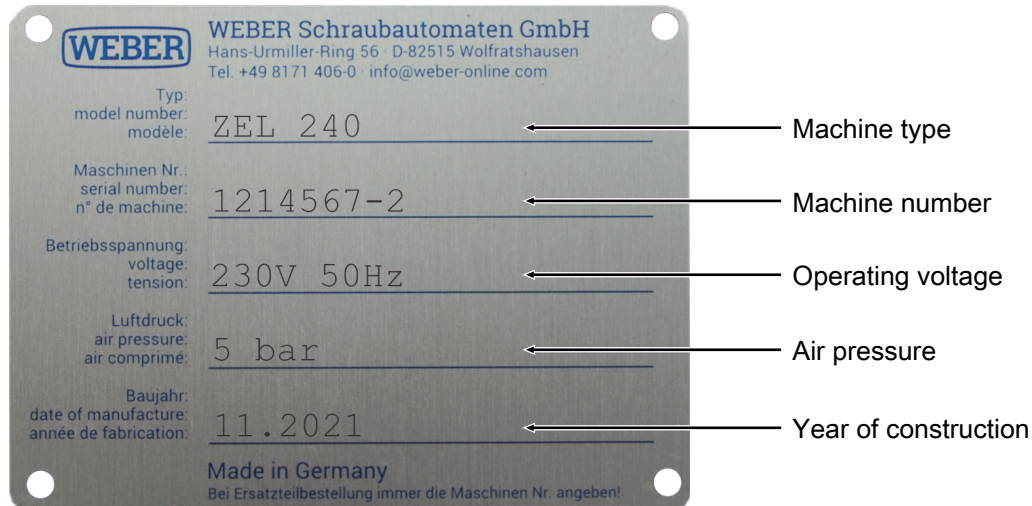 WEBER
WEBER Schraubautomaten GmbH
Hans-Urmiller-Ring 56 · D-82515 Wolfratshausen
Tel. +49 8171 406-0 · info@weber-online.com
Typ:
model number:
modèle:
ZEL 240
Machine type
Maschinen Nr.:
serial number:
n° de machine:
1214567-2
Machine number
Betriebsspannung:
voltage:
tension:
230V 50Hz
Operating voltage
Luftdruck:
air pressure:
air comprimé:
5 bar
Air pressure
Baujahr:
date of manufacture:
année de fabrication:
11.2021
Year of construction
Made in Germany
Bei Ersatzteilbestellung immer die Maschinen Nr. angeben!